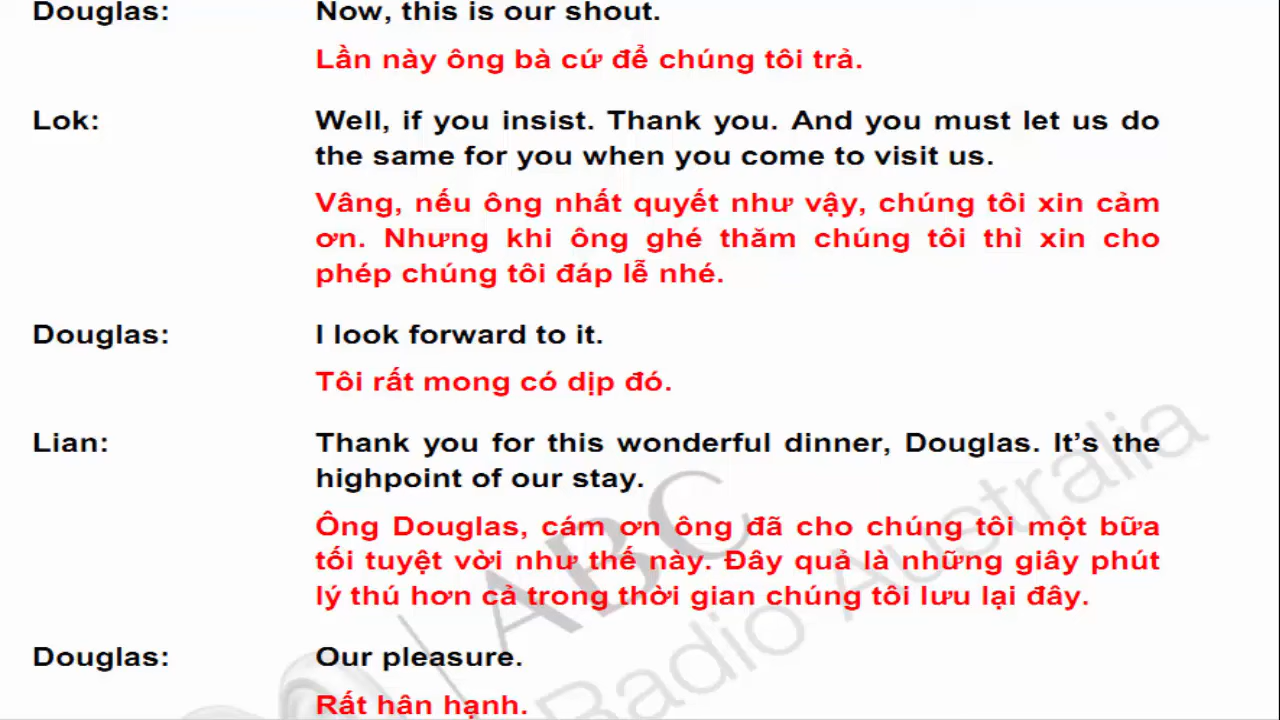 Douglas: Now, this is our shout.
Lần này ông bà cứ để chúng tôi trả.
Lok: Well, if you insist. Thank you. And you must let us do
the same for you when you come to visit us.
Vâng, nếu ông nhất quyết như vậy, chúng tôi xin cảm
ơn. Nhưng khi ông ghé thăm chúng tôi thì xin cho
phép chúng tôi đáp lễ nhé.
Douglas: I look forward to it.
Tôi rất mong có dịp đó.
Lian: Thank you for this wonderful dinner, Douglas. It’s the
highpoint of our stay.
Ông Douglas, cám ơn ông đã cho chúng tôi một bữa
tối tuyệt vời như thế này. Đây quả là những giây phút
lý thú hơn cả trong thời gian chúng tôi lưu lại đây.
Douglas: Our pleasure.
Rất hân hạnh.
ABC
Radio Australia